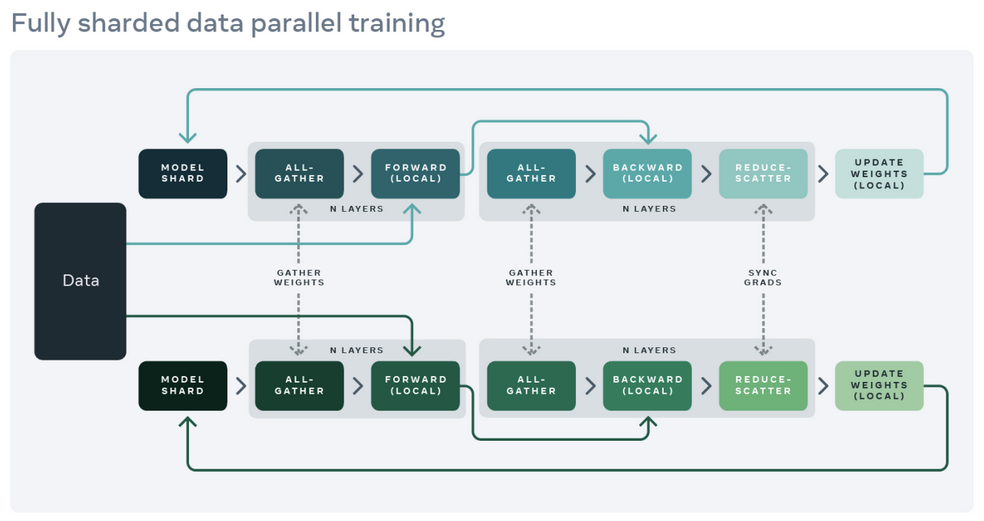 Fully sharded data parallel training
MODEL
SHARD
ALL-
GATHER
FORWARD
(LOCAL)
N LAYERS
ALL-
GATHER
BACKWARD
(LOCAL)
REDUCE-
SCATTER
N LAYERS
UPDATE
WEIGHTS
(LOCAL)
Data
GATHER
WEIGHTS
GATHER
WEIGHTS
SYNC
GRADS
MODEL
SHARD
N LAYERS
ALL-
GATHER
FORWARD
(LOCAL)
N LAYERS
ALL-
GATHER
BACKWARD
(LOCAL)
REDUCE-
SCATTER
UPDATE
WEIGHTS
(LOCAL)